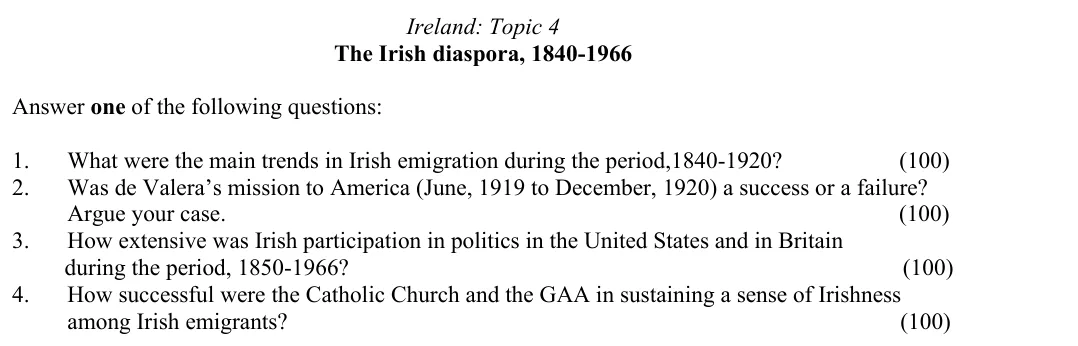 Ireland: Topic 4
The Irish diaspora, 1840-1966
Answer one of the following questions:
1. What were the main trends in Irish emigration during the period,1840-1920? (100)
2. Was de Valera’s mission to America (June, 1919 to December, 1920) a success or a failure?
Argue your case. (100)
3. How extensive was Irish participation in politics in the United States and in Britain
during the period, 1850-1966? (100)
4. How successful were the Catholic Church and the GAA in sustaining a sense of Irishness
among Irish emigrants? (100)